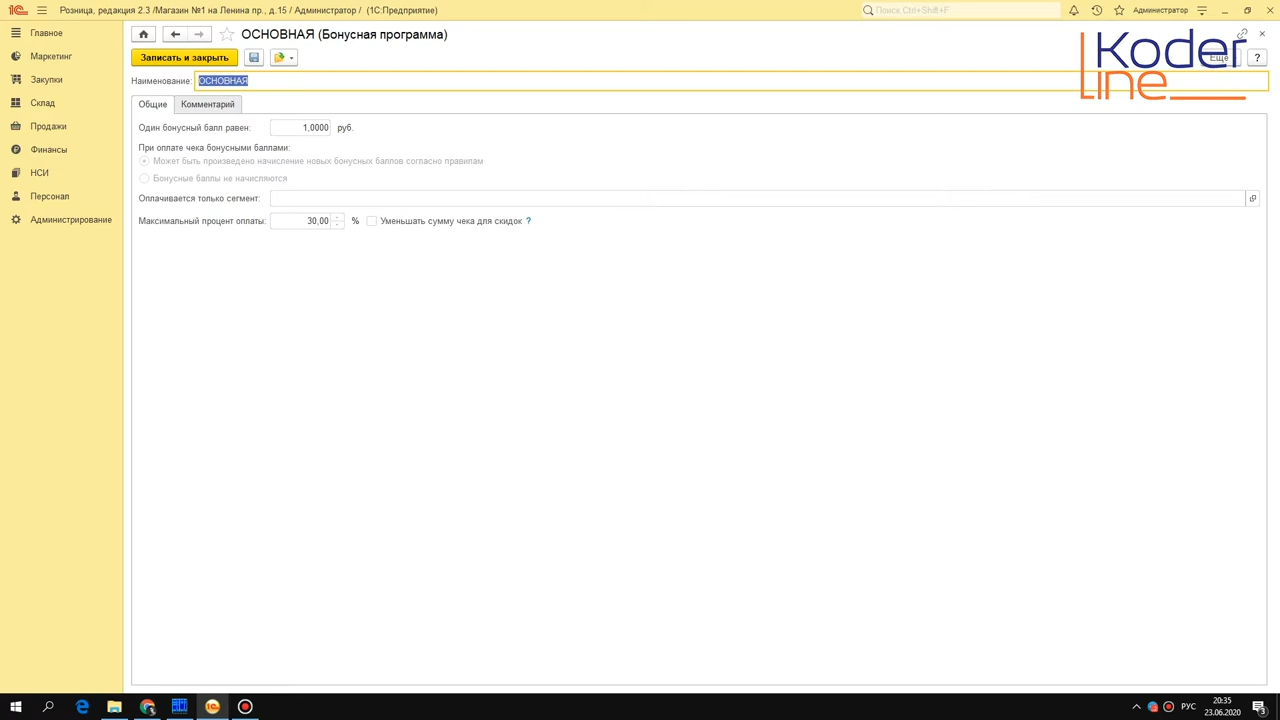 Розница, редакция 2.3 /Магазин №1 на Ленина пр., д.15 / Администратор / (1С:Предприятие)
Поиск Ctrl+Shift+F
Администратор
Главное
Маркетинг
Закупки
Склад
Продажи
Финансы
НСИ
Персонал
Администрирование
ОСНОВНАЯ (Бонусная программа)
Записать и закрыть
Еще
?
Koder
Line
Наименование: ОСНОВНАЯ
Общие
Комментарий
Один бонусный балл равен: 1,0000 руб.
При оплате чека бонусными баллами:
Может быть произведено начисление новых бонусных баллов согласно правилам
Бонусные баллы не начисляются
Оплачивается только сегмент:
Максимальный процент оплаты: 30,00 % Уменьшать сумму чека для скидок ?
РУС
20:35
23.06.2020
3